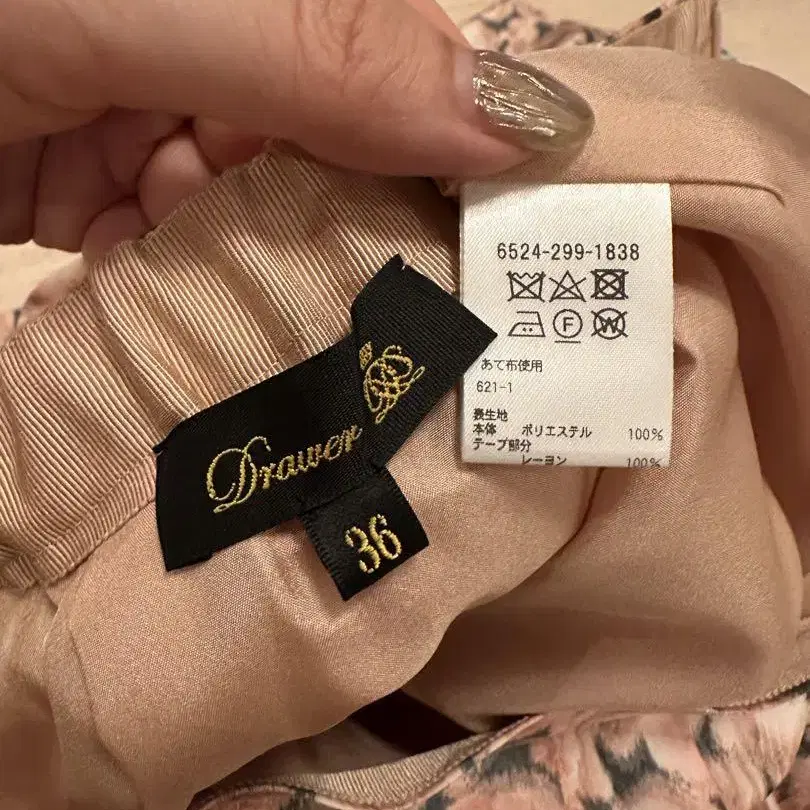 Drawer
36
6524-299-1838
F
W
あて布使用
621-1
表生地
本体 ポリエステル 100%
テープ部分
レーヨン 100%